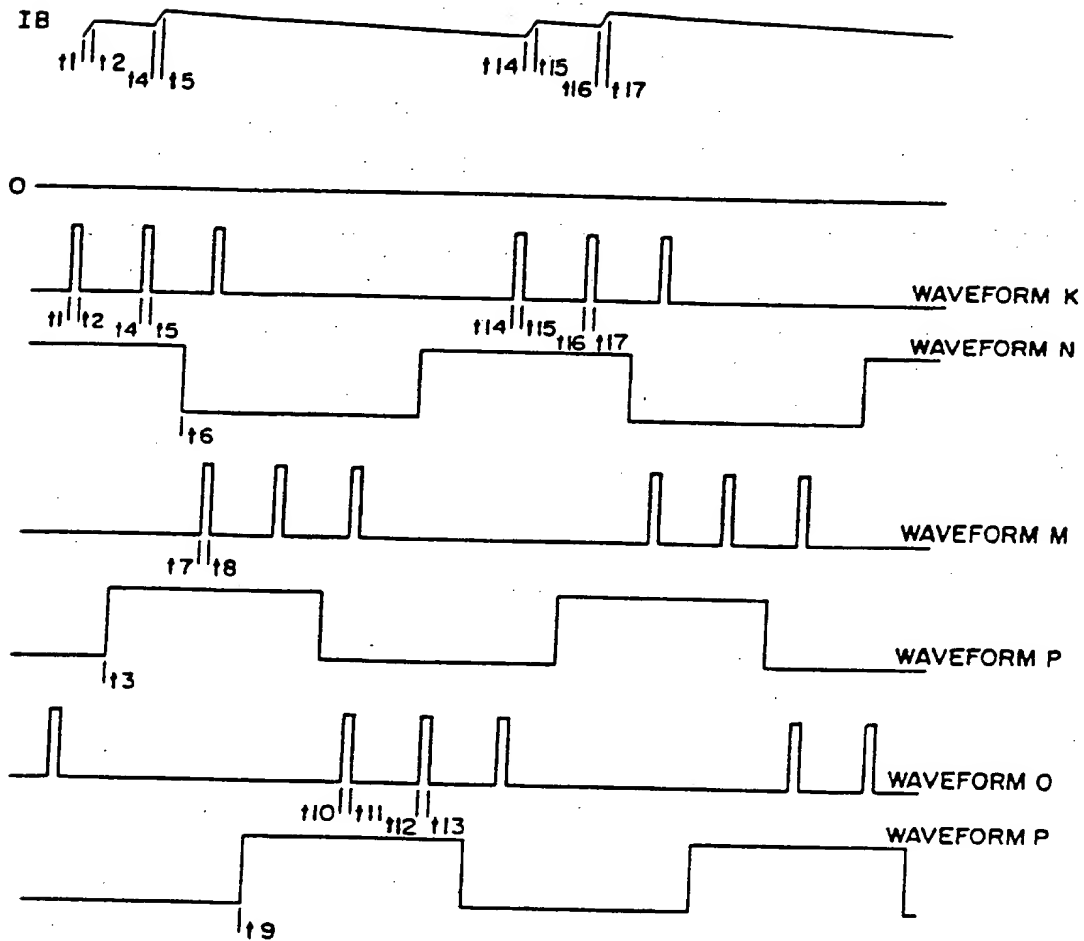 IB
t1 t2 t4 t5 t14 t15 t16 t17
O
WAVEFORM K
t1 t2 t4 t5 t14 t15 t16 t17
WAVEFORM N
t6
WAVEFORM M
t7 t8
WAVEFORM P
t3
WAVEFORM O
t10 t11 t12 t13
WAVEFORM P
t9